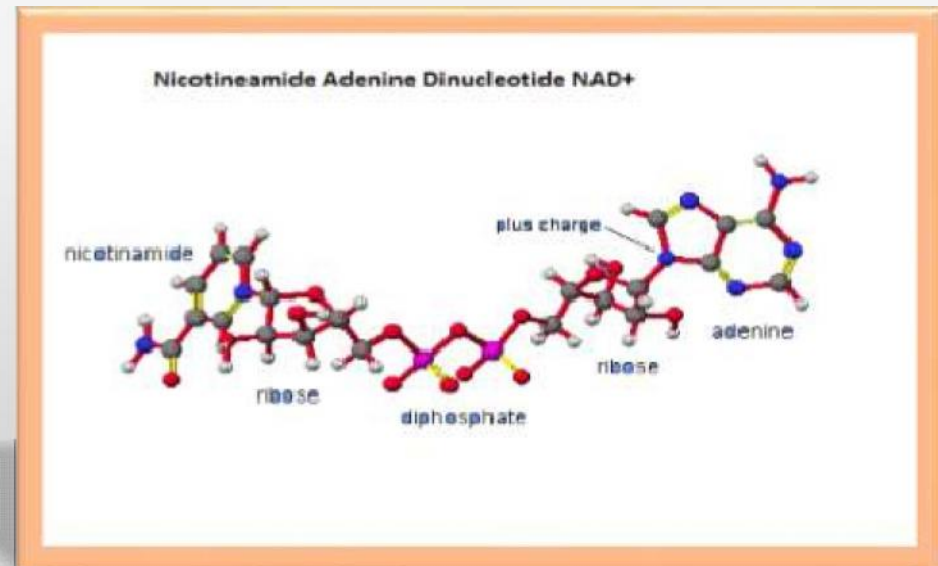 Nicotineamide Adenine Dinucleotide NAD+
plus charge
nicotinamide
adenine
ribose
ribose
diphosphate